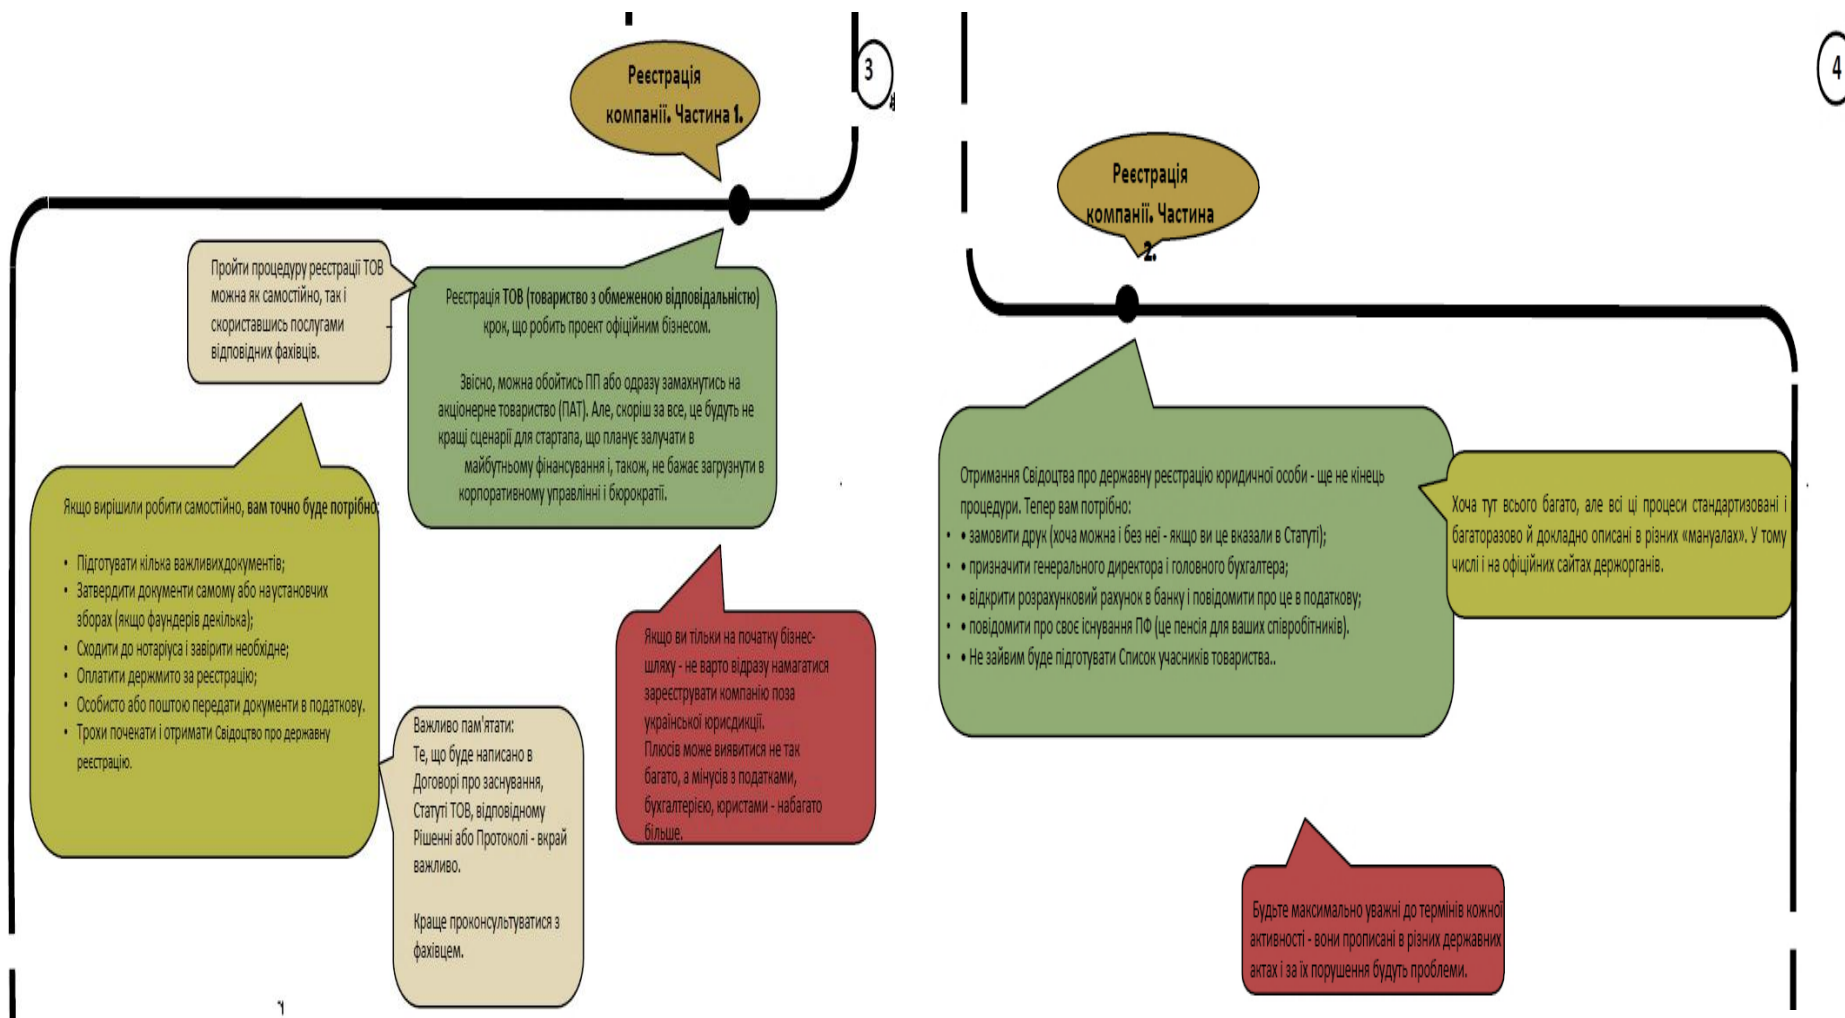 3
Реєстрація
компанії. Частина 1.
Пройти процедуру реєстрації ТОВ
можна як самостійно, так і
скориставшись послугами
відповідних фахівців.
Реєстрація ТОВ (товариство з обмеженою відповідальністю)
крок, що робить проект офіційним бізнесом.
Звісно, можна обойтись ПП або одразу замахнутись на
акціонерне товариство (ПАТ). Але, скоріш за все, це будуть не
кращі сценарії для стартапа, що планує залучати в
майбутньому фінансування і, також, не бажає загрузнути в
корпоративному управлінні і бюрократії.
Якщо вирішили робити самостійно, вам точно буде потрібно:
• Підготувати кілька важливихдокументів;
• Затвердити документи самому або наустановчих
зборах (якщо фаундерів декілька);
• Сходити до нотаріуса і завірити необхідне;
• Оплатити держмито за реєстрацію;
• Особисто або поштою передати документи в податкову.
• Трохи почекати і отримати Свідоцтво про державну
реєстрацію.
Важливо пам'ятати:
Те, що буде написано в
Договорі про заснування,
Статуті ТОВ, відповідному
Рішенні або Протоколі - вкрай
важливо.
Краще проконсультуватися з
фахівцем.
Якщо ви тільки на початку бізнес-
шляху - не варто відразу намагатися
зареєструвати компанію поза
української юрисдикції.
Плюсів може виявитися не так
багато, а мінусів з податками,
бухгалтерією, юристами - набагато
більше.
4
Реєстрація
компанії. Частина
2.
Отримання Свідоцтва про державну реєстрацію юридичної особи - ще не кінець
процедури. Тепер вам потрібно:
• • замовити друк (хоча можна і без неї - якщо ви це вказали в Статуті);
• • призначити генерального директора і головного бухгалтера;
• • відкрити розрахунковий рахунок в банку і повідомити про це в податкову;
• • повідомити про своє існування ПФ (це пенсія для ваших співробітників).
• • Не зайвим буде підготувати Список учасників товариства..
Хоча тут всього багато, але всі ці процеси стандартизовані і
багаторазово й докладно описані в різних «мануалах». У тому
числі і на офіційних сайтах держорганів.
Будьте максимально уважні до термінів кожної
активності - вони прописані в різних державних
актах і за їх порушення будуть проблеми.